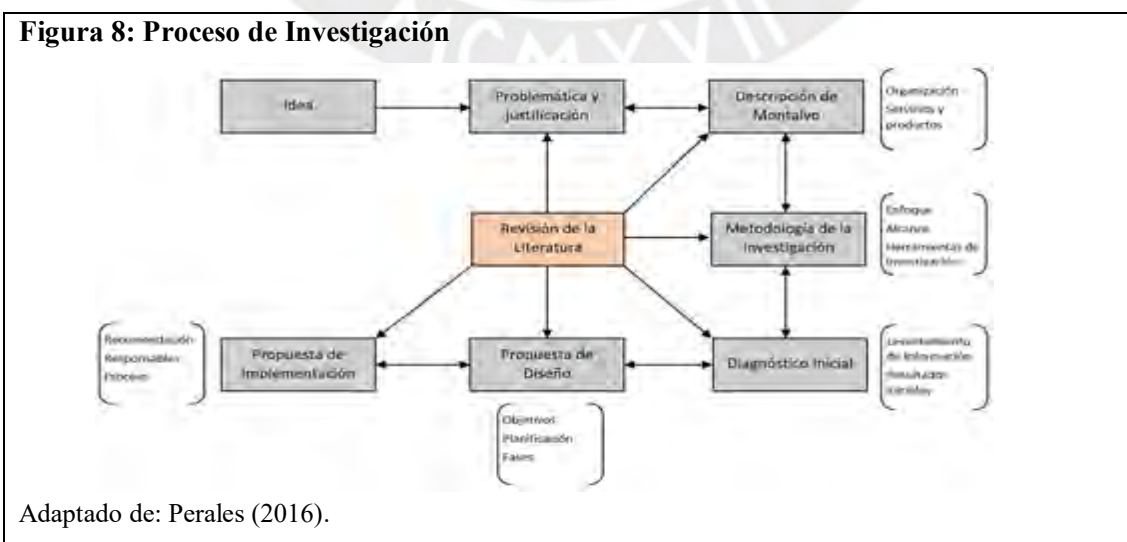 Figura 8: Proceso de Investigación
CMXVII
Idea
Problemática y
justificación
Descripción de
Montalvo
Organización
Servicios y
productos
Revisión de la
Literatura
Metodología de la
Investigación
Enfoque
Alcance
Herramientas de
Investigación
Recomendación
Responsables
Proceso
Propuesta de
Implementación
Propuesta de
Diseño
Diagnóstico Inicial
Levantamiento
de Información
Resultados
Objetivos
Planificación
Fases
Adaptado de: Perales (2016).